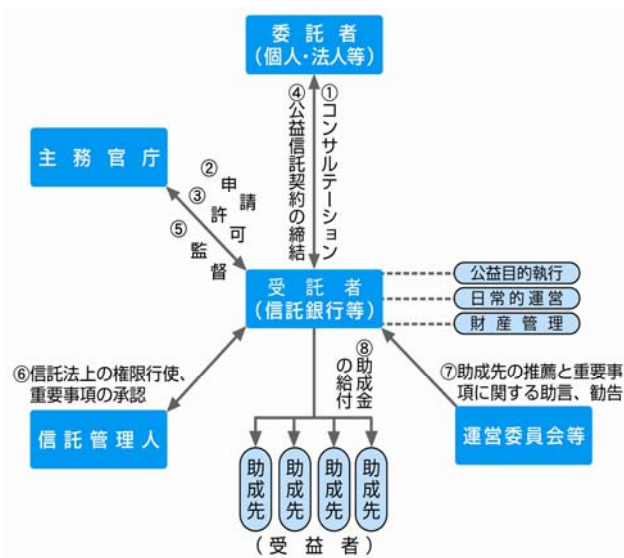 委託者
(個人・法人等)
①コンサルテーション
④公益信託契約の締結
主務官庁
②申請
③許可
⑤監督
受託者
(信託銀行等)
公益目的執行
日常的運営
財産管理
⑥信託法上の権限行使、
重要事項の承認
信託管理人
⑧助成金
の給付
⑦助成先の推薦と重要事
項に関する助言、勧告
運営委員会等
助成先
助成先
助成先
助成先
(受益者)